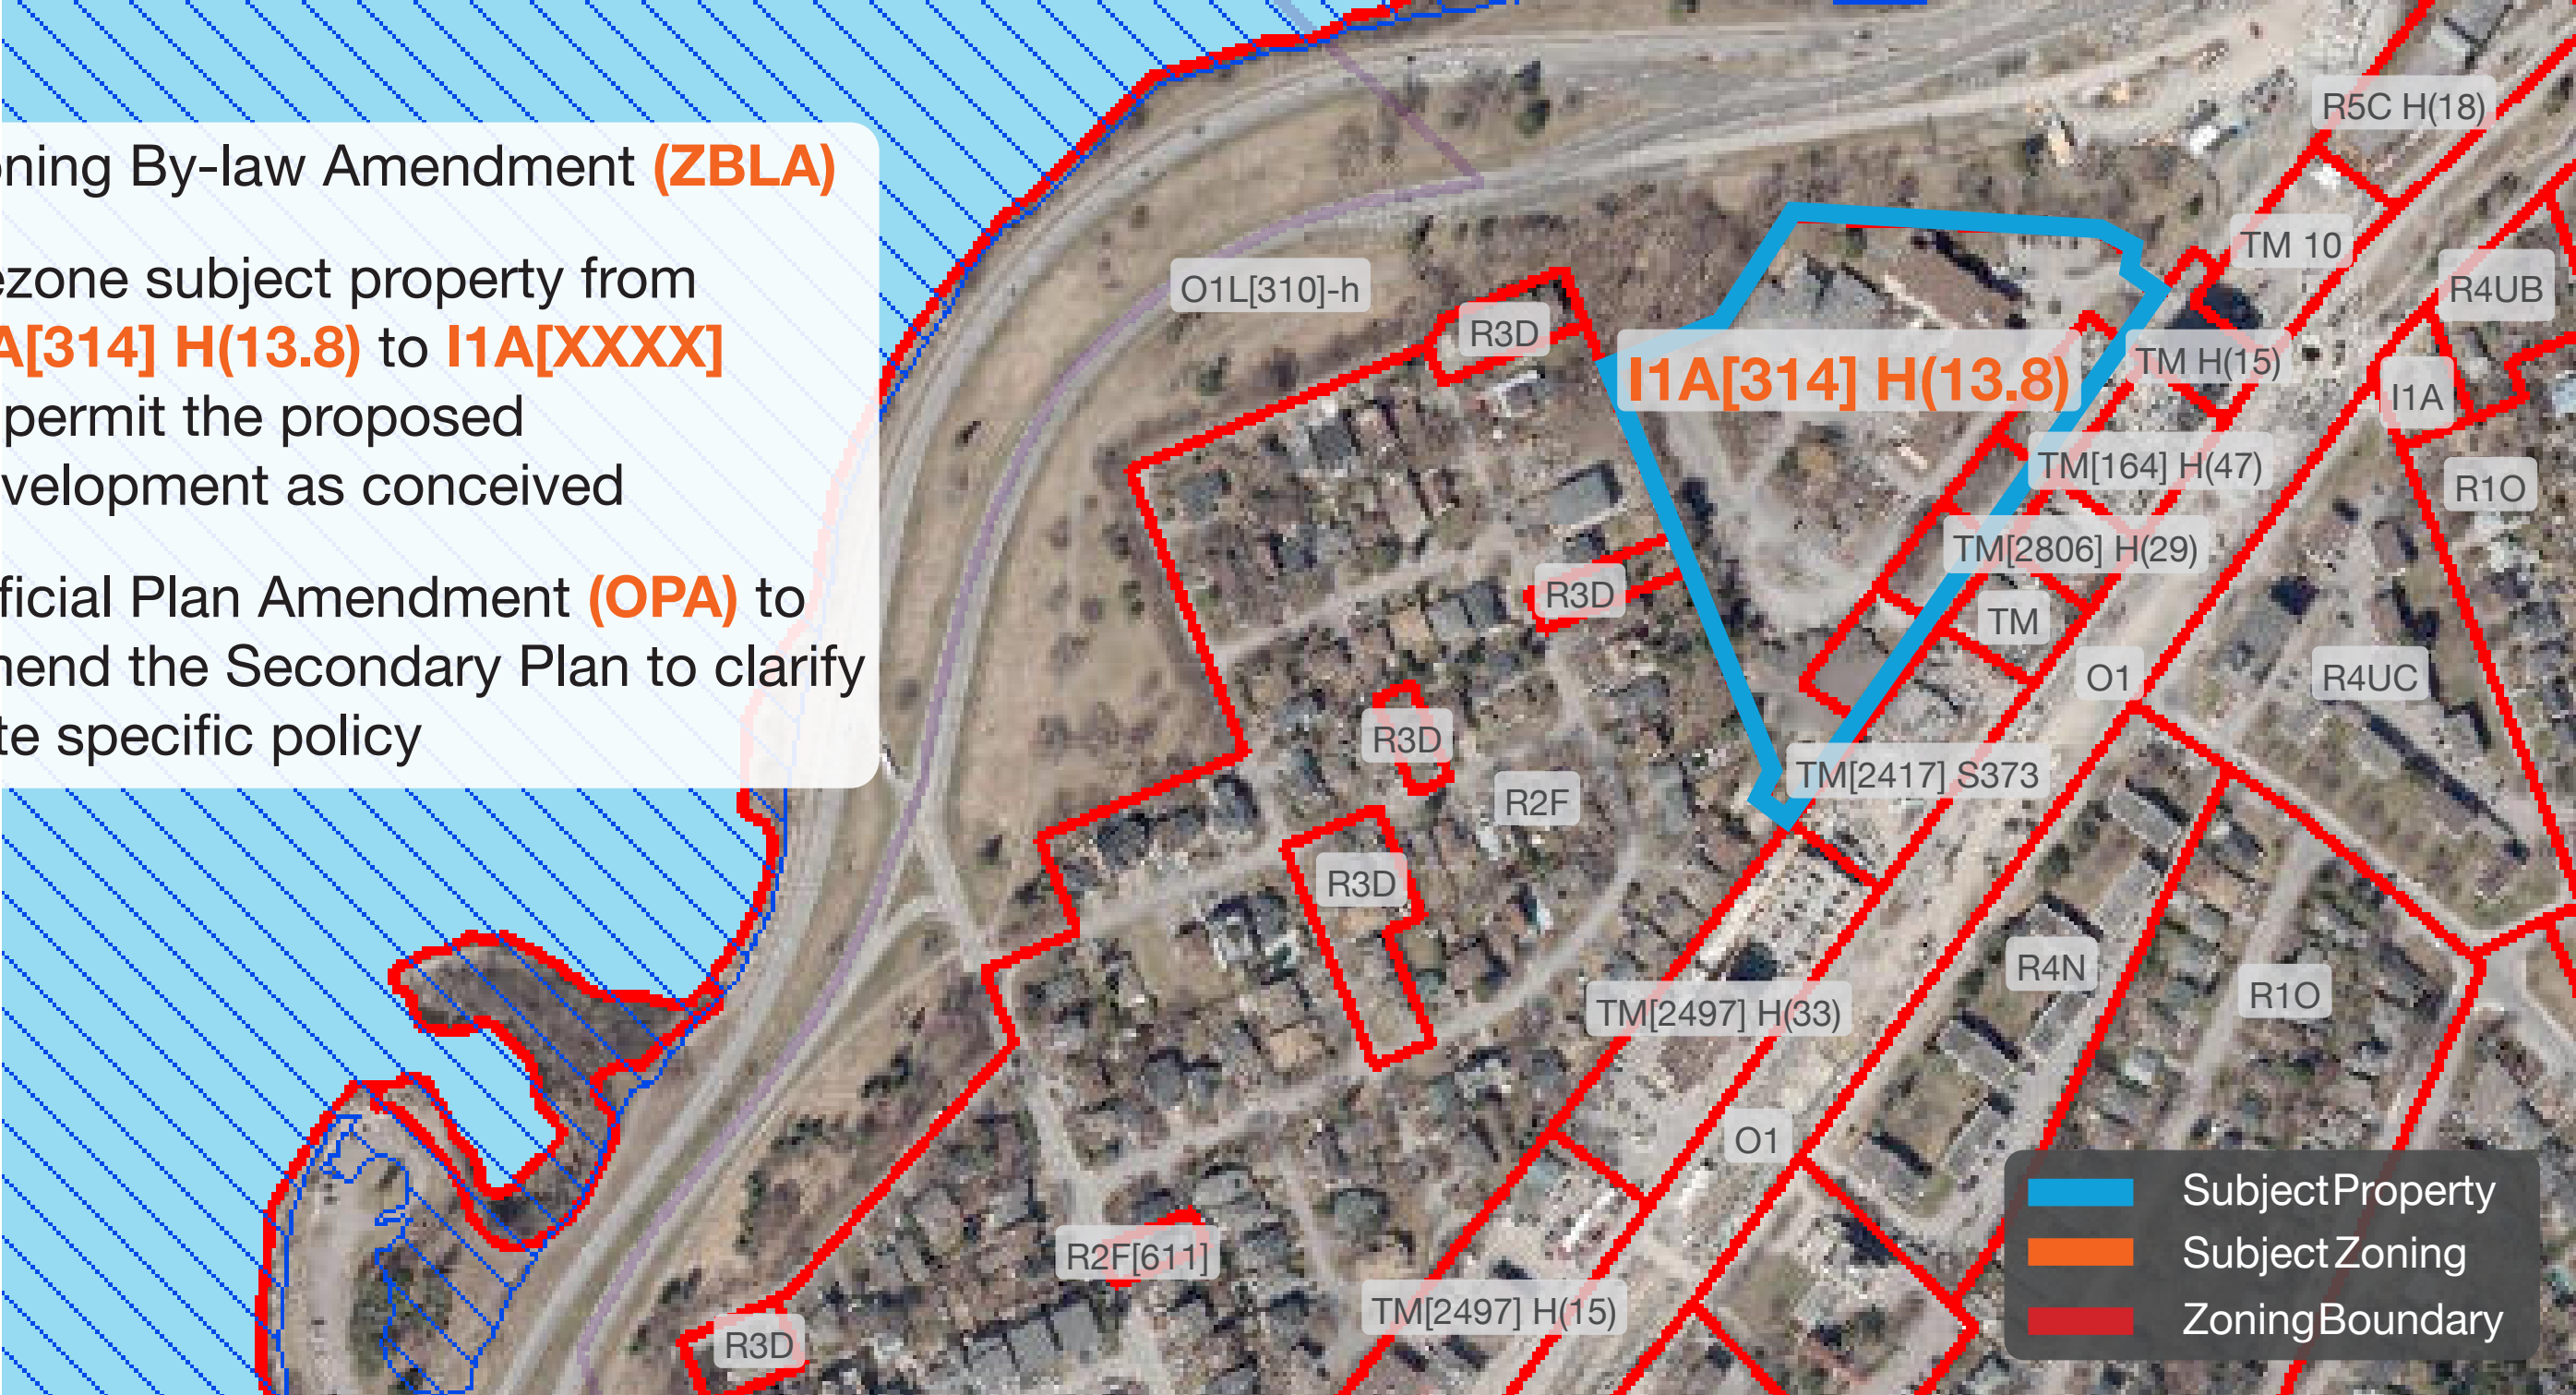 oning By-law Amendment (ZBLA)
ezone subject property from
A[314] H(13.8) to I1A[XXXX]
permit the proposed
velopment as conceived
ficial Plan Amendment (OPA) to
mend the Secondary Plan to clarify
te specific policy
R5C H(18)
TM 10
R4UB
O1L[310]-h
R3D
I1A[314] H(13.8)
TM H(15)
I1A
TM[164] H(47)
R1O
TM[2806] H(29)
R3D
TM
O1
R4UC
R3D
TM[2417] S373
R2F
R3D
R4N
R1O
TM[2497] H(33)
O1
R2F[611]
TM[2497] H(15)
R3D
Subject Property
Subject Zoning
Zoning Boundary